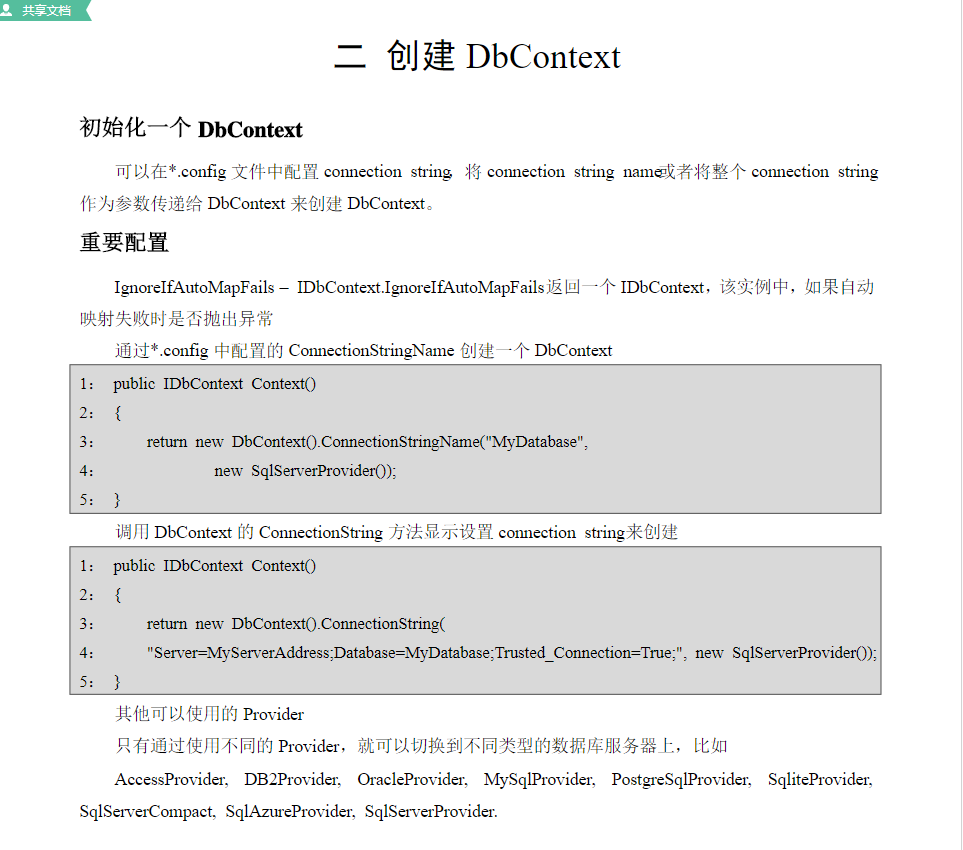 共享文档
二 创建 DbContext
初始化一个 DbContext
可以在*.config 文件中配置 connection string，将 connection string name或者将整个 connection string
作为参数传递给 DbContext 来创建 DbContext。
重要配置
IgnoreIfAutoMapFails – IDbContext.IgnoreIfAutoMapFails返回一个 IDbContext，该实例中，如果自动
映射失败时是否抛出异常
通过*.config 中配置的 ConnectionStringName 创建一个 DbContext
1: public IDbContext Context()
2: {
3: return new DbContext().ConnectionStringName("MyDatabase",
4: new SqlServerProvider());
5: }
调用 DbContext 的 ConnectionString 方法显示设置 connection string来创建
1: public IDbContext Context()
2: {
3: return new DbContext().ConnectionString(
4: "Server=MyServerAddress;Database=MyDatabase;Trusted_Connection=True;", new SqlServerProvider());
5: }
其他可以使用的 Provider
只有通过使用不同的 Provider，就可以切换到不同类型的数据库服务器上，比如
AccessProvider, DB2Provider, OracleProvider, MySqlProvider, PostgreSqlProvider, SqliteProvider,
SqlServerCompact, SqlAzureProvider, SqlServerProvider.